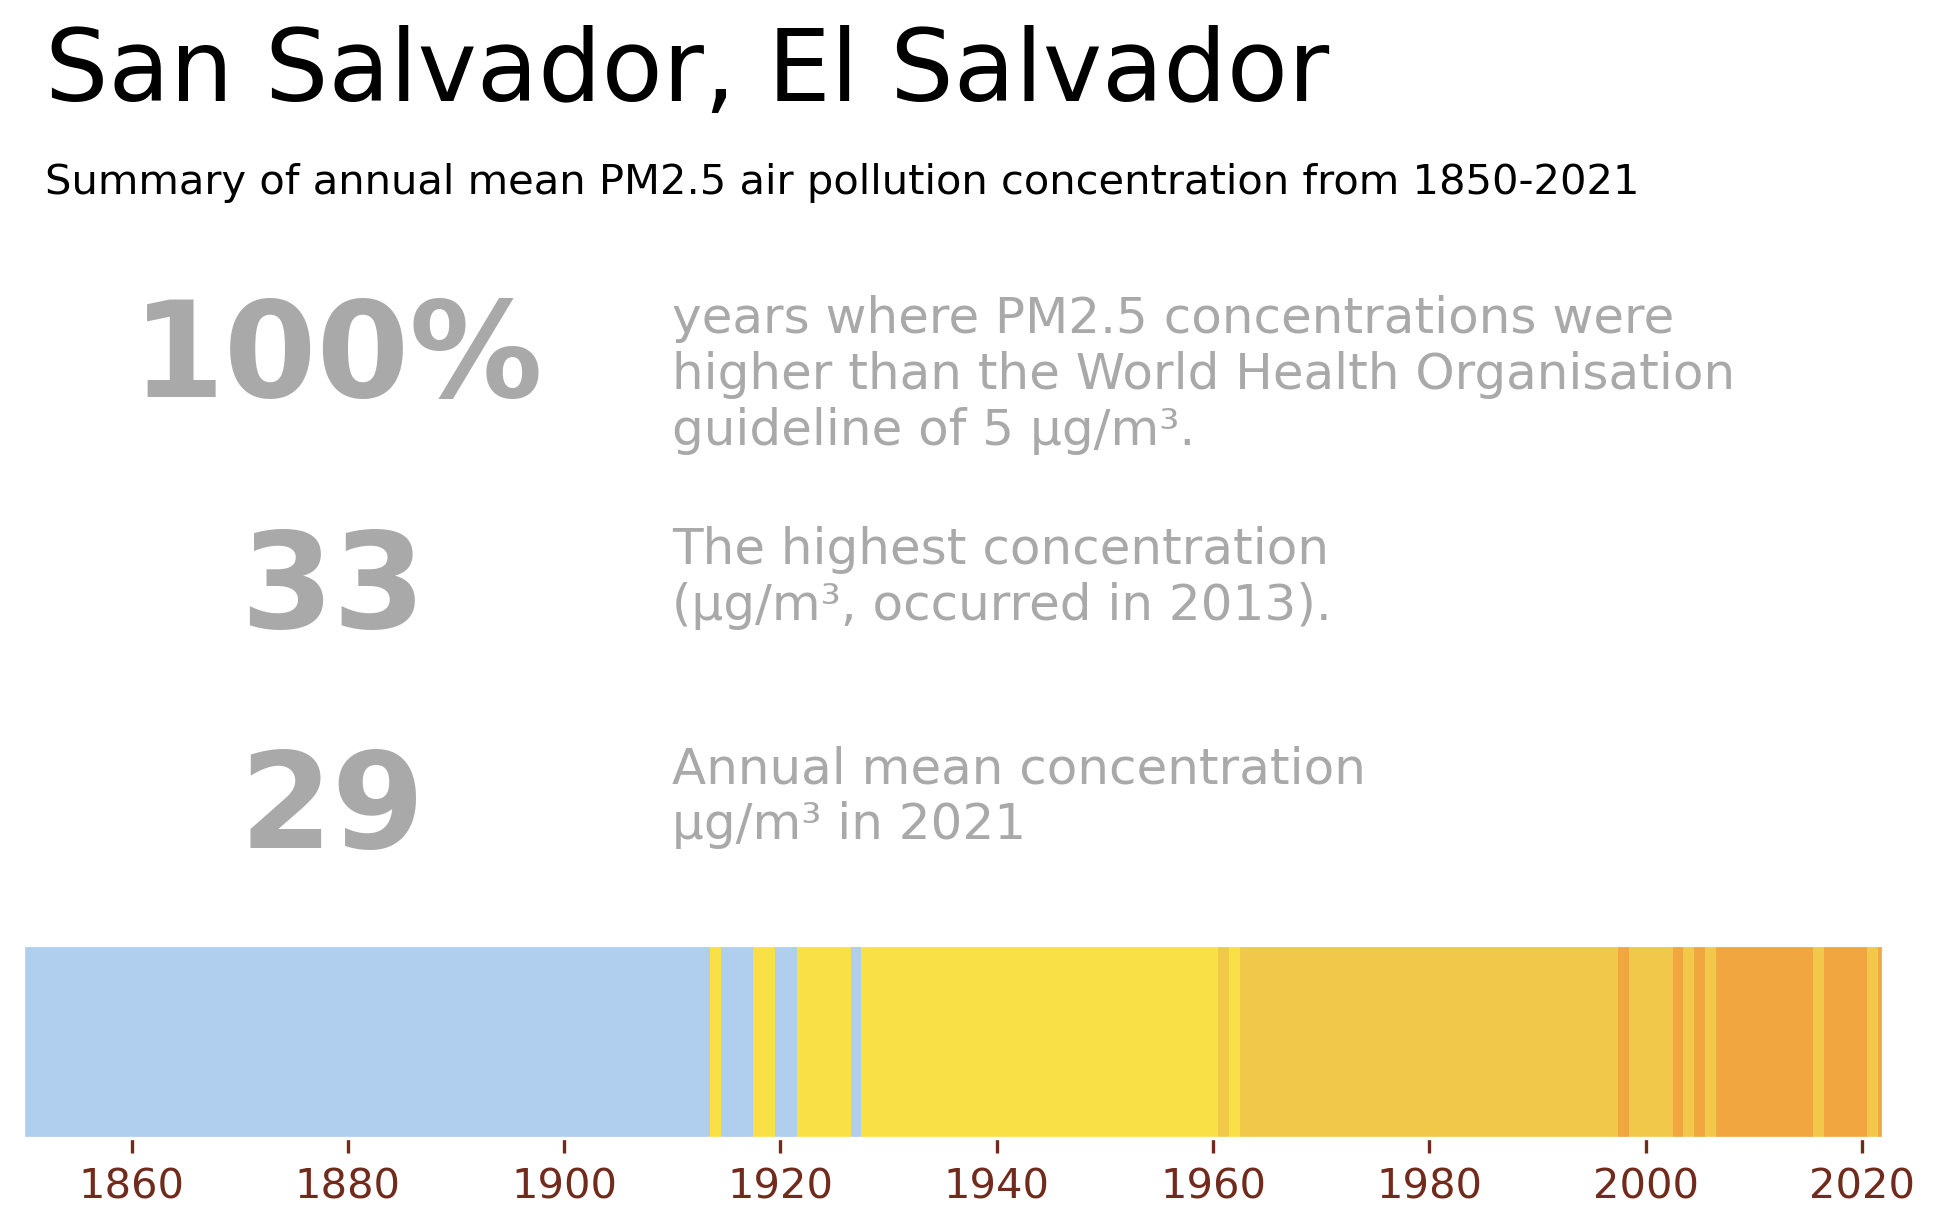 San Salvador, El Salvador
Summary of annual mean PM2.5 air pollution concentration from 1850-2021
100%
years where PM2.5 concentrations were
higher than the World Health Organisation
guideline of 5 µg/m³.
33
The highest concentration
(µg/m³, occurred in 2013).
29
Annual mean concentration
µg/m³ in 2021
1860 1880 1900 1920 1940 1960 1980 2000 2020